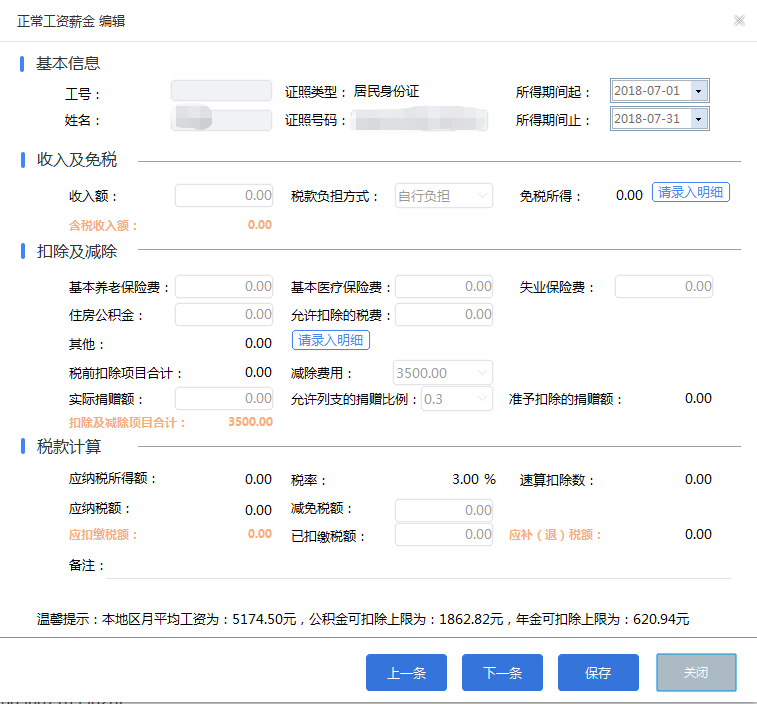 正常工资薪金 编辑
基本信息
工号： 证照类型： 居民身份证 所得期间起： 2018-07-01
姓名： 证照号码： 所得期间止： 2018-07-31
收入及免税
收入额： 0.00 税款负担方式： 自行负担 免税所得： 0.00 请录入明细
含税收入额： 0.00
扣除及减除
基本养老保险费： 0.00 基本医疗保险费： 0.00 失业保险费： 0.00
住房公积金： 0.00 允许扣除的税费： 0.00
其他： 0.00 请录入明细
税前扣除项目合计： 0.00 减除费用： 3500.00
实际捐赠额： 0.00 允许列支的捐赠比例： 0.3 准予扣除的捐赠额： 0.00
扣除及减除项目合计： 3500.00
税款计算
应纳税所得额： 0.00 税率： 3.00 % 速算扣除数： 0.00
应纳税额： 0.00 减免税额： 0.00
应扣缴税额： 0.00 已扣缴税额： 0.00 应补（退）税额： 0.00
备注：
温馨提示：本地区月平均工资为：5174.50元，公积金可扣除上限为：1862.82元，年金可扣除上限为：620.94元
上一条 下一条 保存 关闭